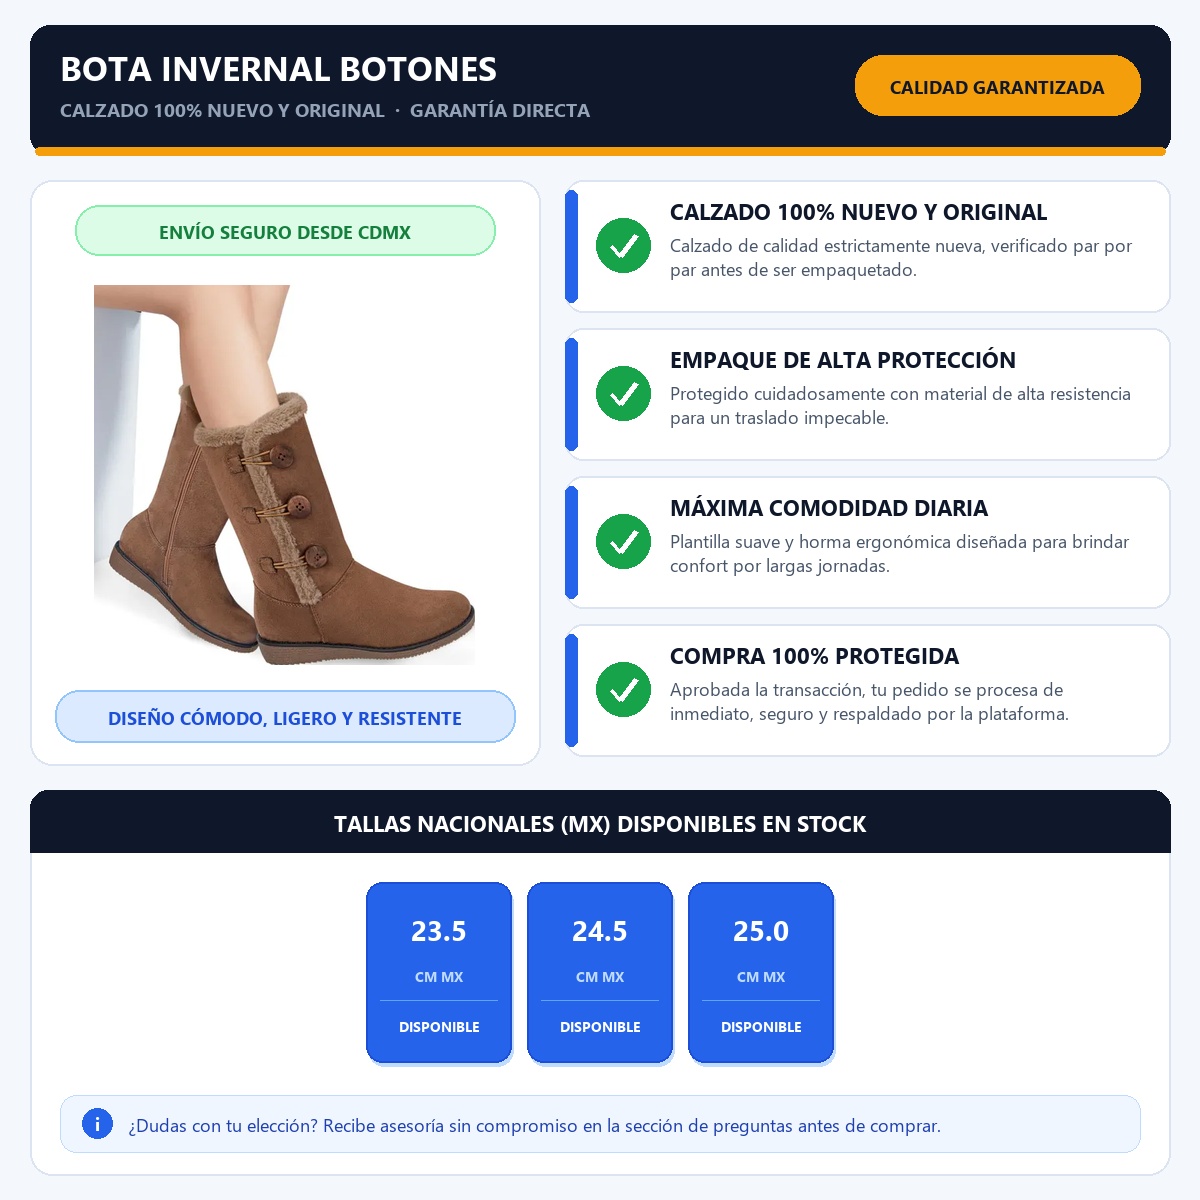 BOTA INVERNAL BOTONES
CALZADO 100% NUEVO Y ORIGINAL · GARANTÍA DIRECTA
CALIDAD GARANTIZADA
ENVÍO SEGURO DESDE CDMX
DISEÑO CÓMODO, LIGERO Y RESISTENTE
CALZADO 100% NUEVO Y ORIGINAL
Calzado de calidad estrictamente nueva, verificado par por
par antes de ser empaquetado.
EMPAQUE DE ALTA PROTECCIÓN
Protegido cuidadosamente con material de alta resistencia
para un traslado impecable.
MÁXIMA COMODIDAD DIARIA
Plantilla suave y horma ergonómica diseñada para brindar
confort por largas jornadas.
COMPRA 100% PROTEGIDA
Aprobada la transacción, tu pedido se procesa de
inmediato, seguro y respaldado por la plataforma.
TALLAS NACIONALES (MX) DISPONIBLES EN STOCK
23.5
CM MX
DISPONIBLE
24.5
CM MX
DISPONIBLE
25.0
CM MX
DISPONIBLE
¿Dudas con tu elección? Recibe asesoría sin compromiso en la sección de preguntas antes de comprar.